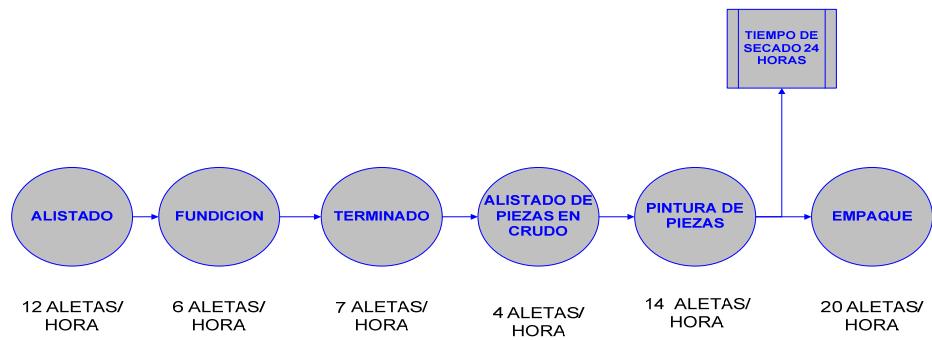 TIEMPO DE
SECADO 24
HORAS
ALISTADO
FUNDICION
TERMINADO
ALISTADO DE
PIEZAS EN
CRUDO
PINTURA DE
PIEZAS
EMPAQUE
12 ALETAS/
HORA
6 ALETAS/
HORA
7 ALETAS/
HORA
4 ALETAS/
HORA
14 ALETAS/
HORA
20 ALETAS/
HORA